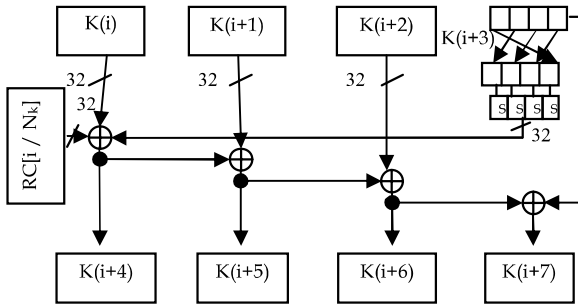 K(i)
K(i+1)
K(i+2)
K(i+3)
32
32
32
32
RC[i / Nk]
S S S S
32
K(i+4)
K(i+5)
K(i+6)
K(i+7)